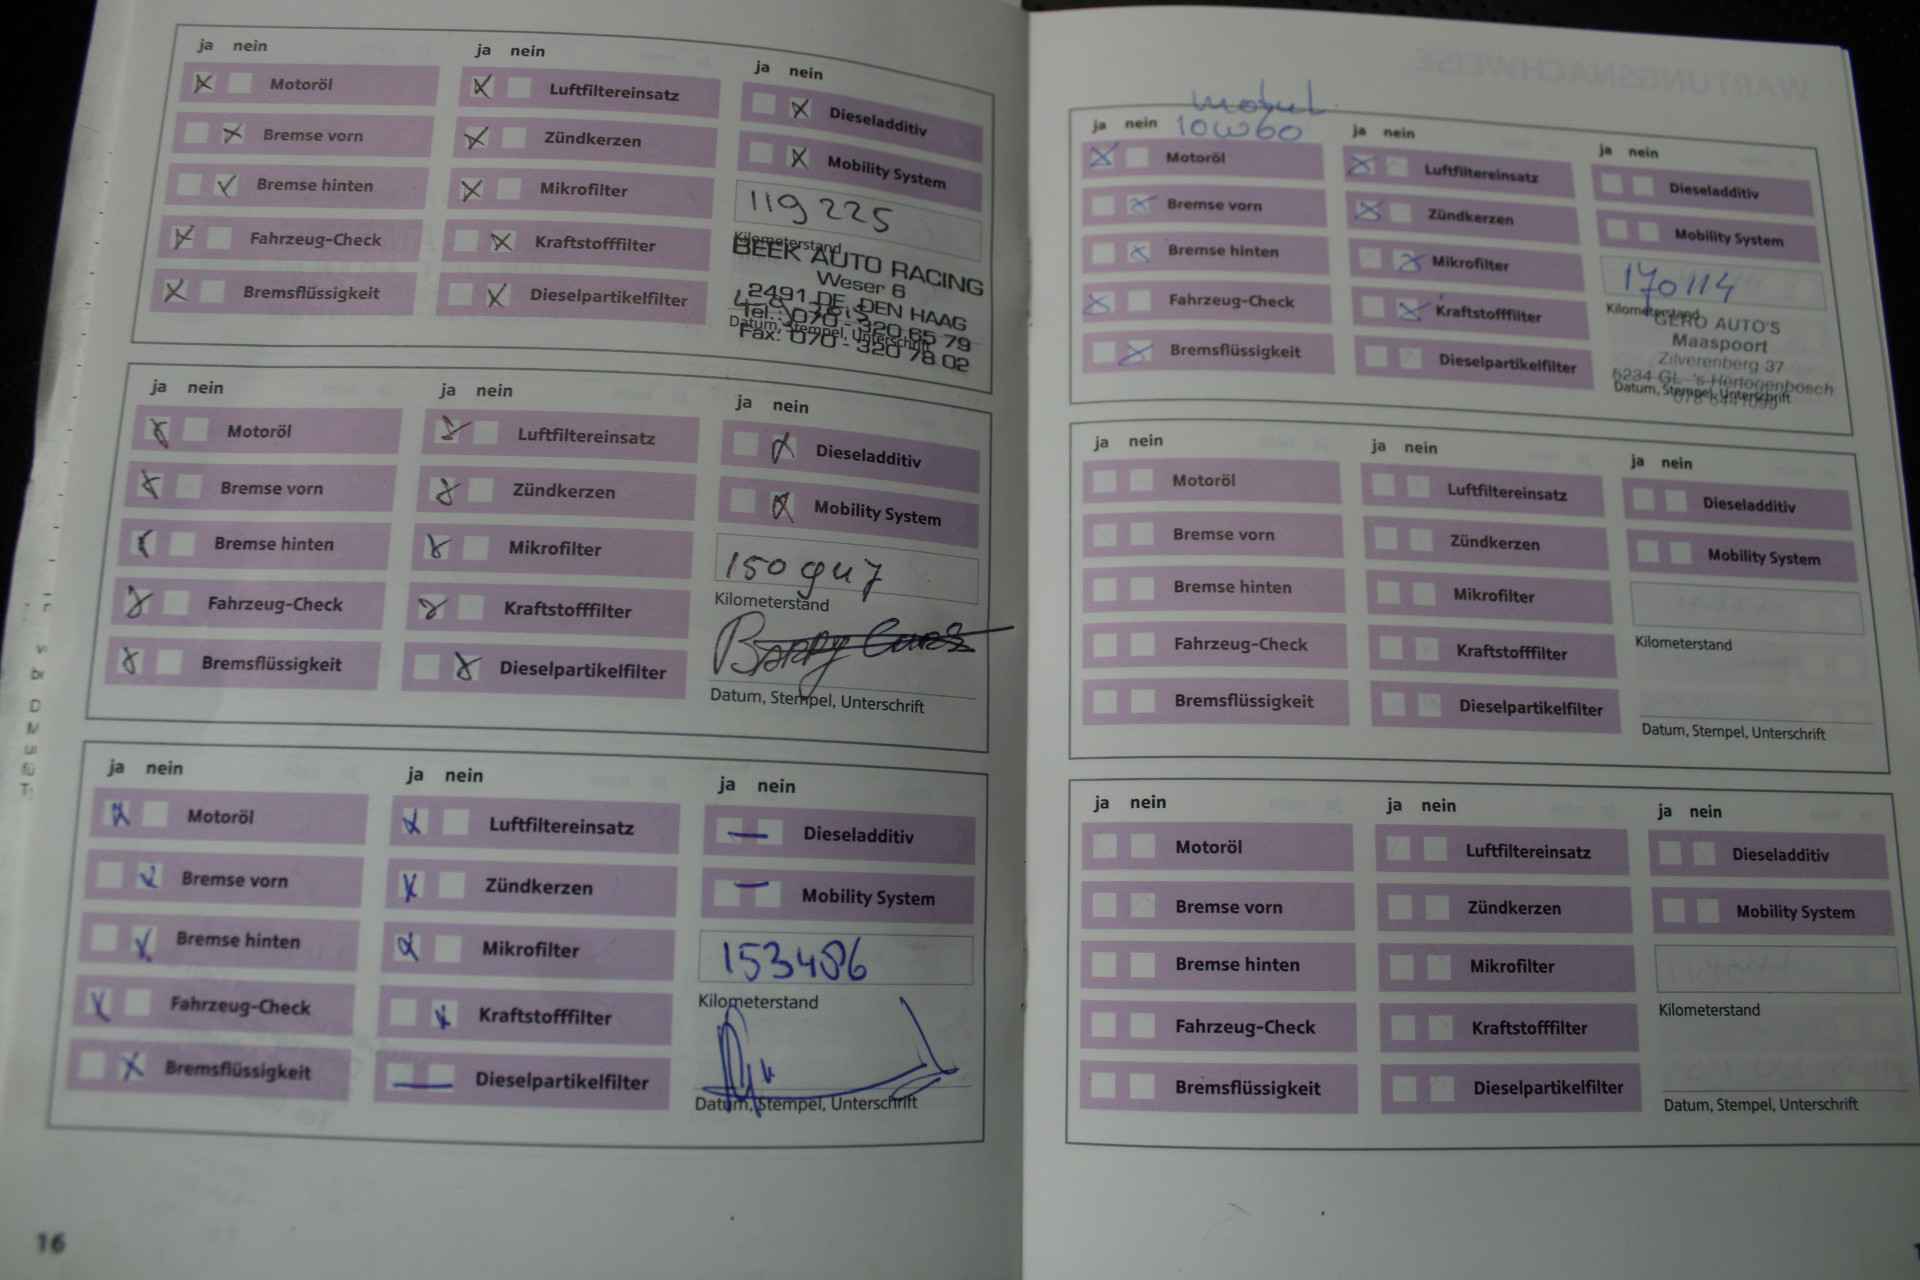 ja nein
Motoröl
Bremse vorn
Bremse hinten
Fahrzeug-Check
Bremsflüssigkeit
ja nein
Luftfiltereinsatz
Zündkerzen
Mikrofilter
Kraftstofffilter
Dieselpartikelfilter
ja nein
Dieseladditiv
Mobility System
119225
Kilometerstand
BEEK AUTO RACING
Weser 6
2491 DE DEN HAAG
Tel.: 070 - 320 65 79
Datum, Stempel, Unterschrift
Fax: 070 - 320 78 02
ja nein
Motoröl
Bremse vorn
Bremse hinten
Fahrzeug-Check
Bremsflüssigkeit
ja nein
Luftfiltereinsatz
Zündkerzen
Mikrofilter
Kraftstofffilter
Dieselpartikelfilter
ja nein
Dieseladditiv
Mobility System
Kilometerstand
Datum, Stempel, Unterschrift
ja nein
Motoröl
Bremse vorn
Bremse hinten
Fahrzeug-Check
Bremsflüssigkeit
ja nein
Luftfiltereinsatz
Zündkerzen
Mikrofilter
Kraftstofffilter
Dieselpartikelfilter
ja nein
Dieseladditiv
Mobility System
153486
Kilometerstand
Datum, Stempel, Unterschrift
16
motul
10W60
ja nein
Motoröl
Bremse vorn
Bremse hinten
Fahrzeug-Check
Bremsflüssigkeit
ja nein
Luftfiltereinsatz
Zündkerzen
Mikrofilter
Kraftstofffilter
Dieselpartikelfilter
ja nein
Dieseladditiv
Mobility System
170114
Kilometerstand
GERO AUTO'S
Maaspoort
Zilverenberg 37
5234 GL 's-Hertogenbosch
Datum, Stempel, Unterschrift
ja nein
Motoröl
Bremse vorn
Bremse hinten
Fahrzeug-Check
Bremsflüssigkeit
ja nein
Luftfiltereinsatz
Zündkerzen
Mikrofilter
Kraftstofffilter
Dieselpartikelfilter
ja nein
Dieseladditiv
Mobility System
Kilometerstand
Datum, Stempel, Unterschrift
ja nein
Motoröl
Bremse vorn
Bremse hinten
Fahrzeug-Check
Bremsflüssigkeit
ja nein
Luftfiltereinsatz
Zündkerzen
Mikrofilter
Kraftstofffilter
Dieselpartikelfilter
ja nein
Dieseladditiv
Mobility System
Kilometerstand
Datum, Stempel, Unterschrift